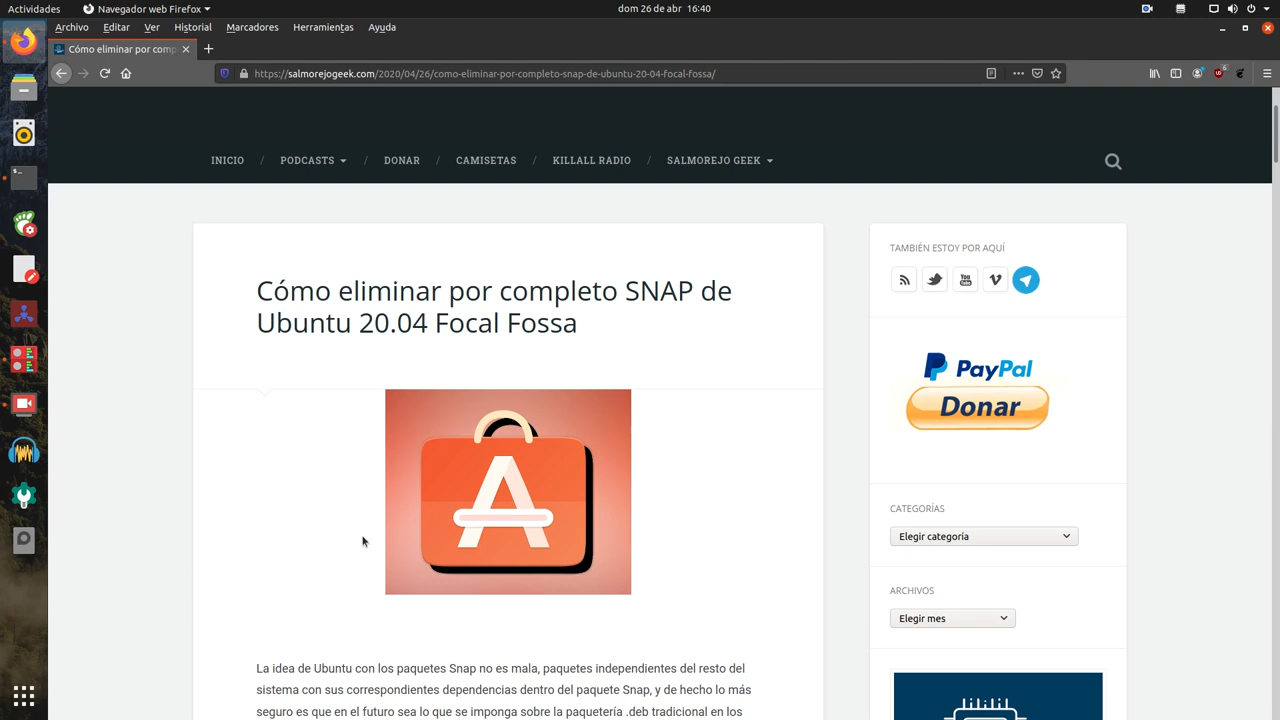 Actividades
Navegador web Firefox
dom 26 de abr 16:40
Archivo Editar Ver Historial Marcadores Herramientas Ayuda
Cómo eliminar por comp
https://salmorejogeek.com/2020/04/26/como-eliminar-por-completo-snap-de-ubuntu-20-04-focal-fossa/
6
INICIO / PODCASTS / DONAR / CAMISETAS / KILLALL RADIO / SALMOREJO GEEK
Cómo eliminar por completo SNAP de
Ubuntu 20.04 Focal Fossa
A
La idea de Ubuntu con los paquetes Snap no es mala, paquetes independientes del resto del
sistema con sus correspondientes dependencias dentro del paquete Snap, y de hecho lo más
seguro es que en el futuro sea lo que se imponga sobre la paquetería .deb tradicional en los
TAMBIÉN ESTOY POR AQUÍ
You
Tube
PayPal
Donar
CATEGORÍAS
Elegir categoría
ARCHIVOS
Elegir mes